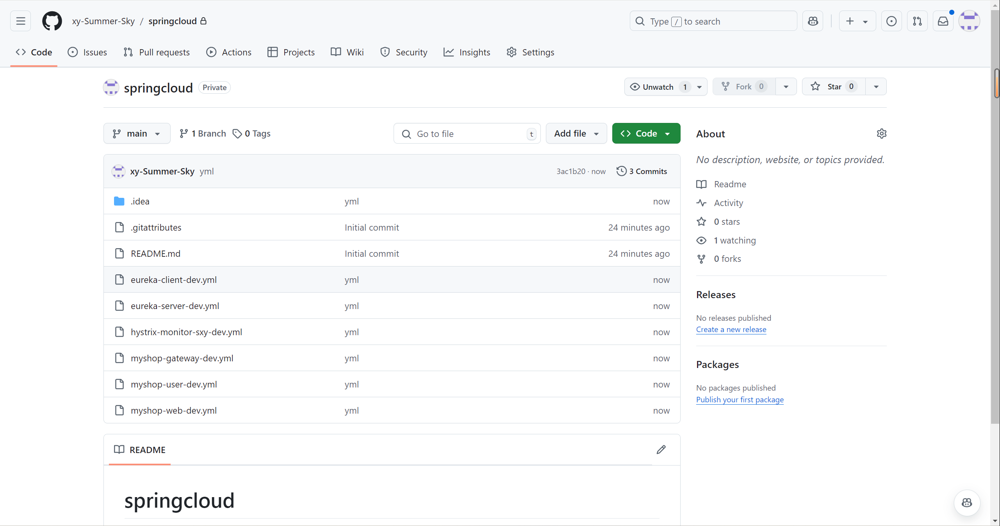 xy-Summer-Sky / springcloud
Type / to search
Code Issues Pull requests Actions Projects Wiki Security Insights Settings
springcloud Private
Unwatch 1 Fork 0 Star 0
main 1 Branch 0 Tags Go to file t Add file Code
xy-Summer-Sky yml 3ac1b20 · now 3 Commits
.idea yml now
.gitattributes Initial commit 24 minutes ago
README.md Initial commit 24 minutes ago
eureka-client-dev.yml yml now
eureka-server-dev.yml yml now
hystrix-monitor-sxy-dev.yml yml now
myshop-gateway-dev.yml yml now
myshop-user-dev.yml yml now
myshop-web-dev.yml yml now
README
springcloud
About
No description, website, or topics provided.
Readme
Activity
0 stars
1 watching
0 forks
Releases
No releases published
Create a new release
Packages
No packages published
Publish your first package